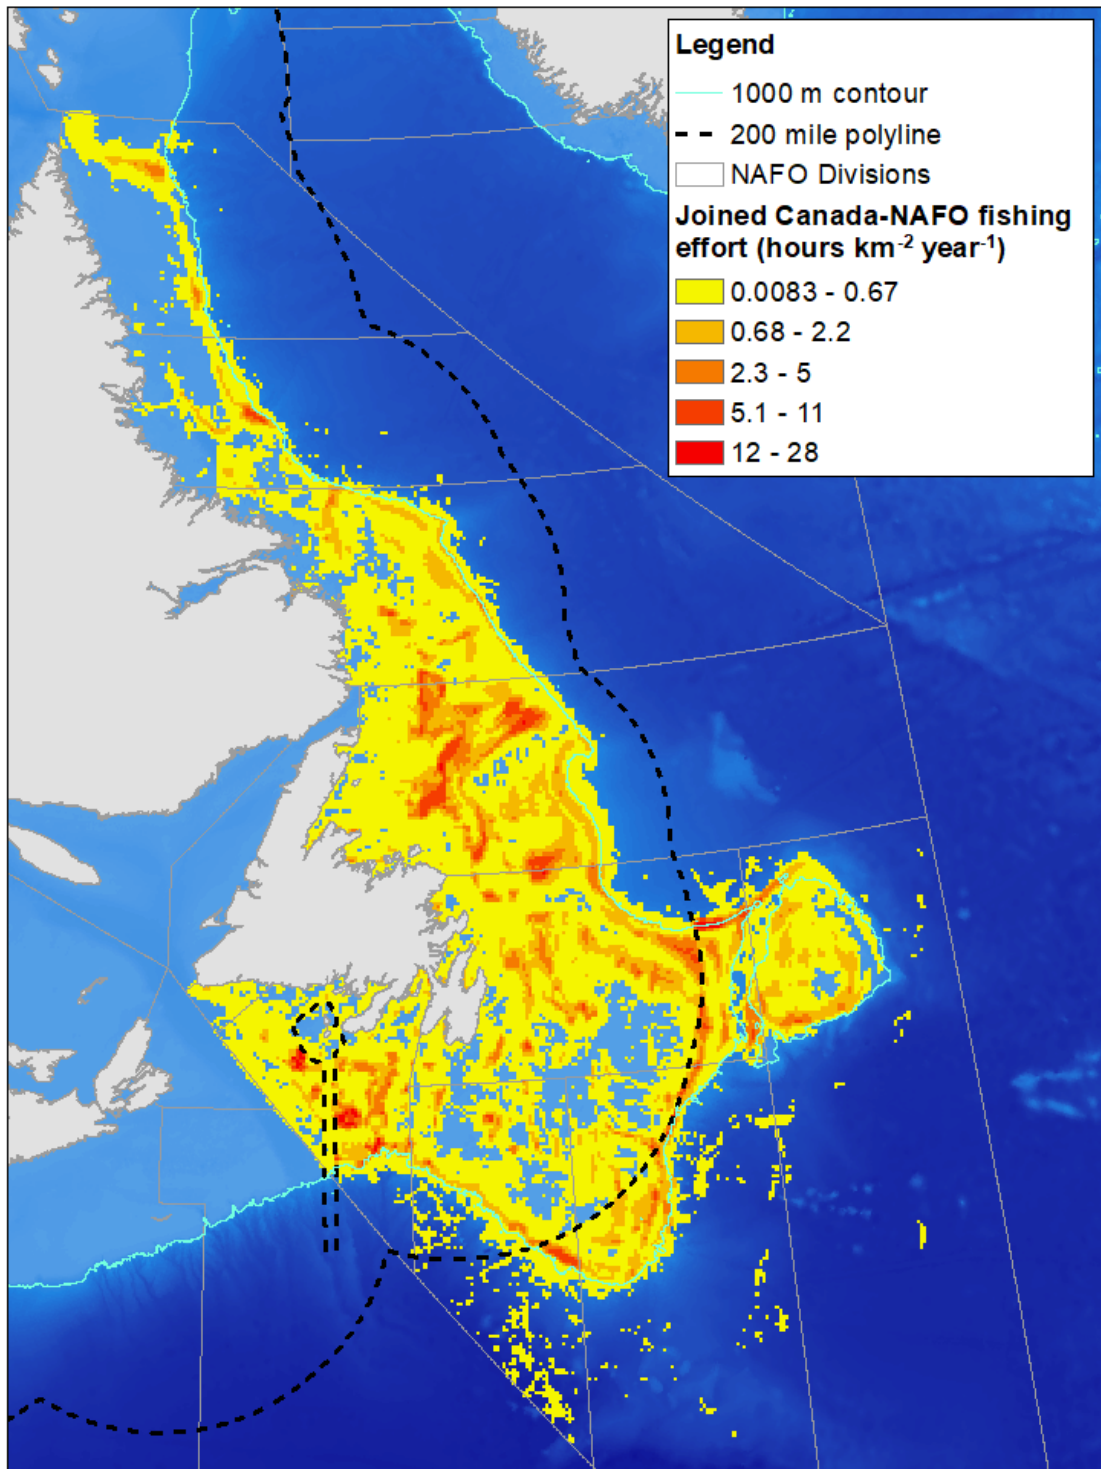 Legend
1000 m contour
200 mile polyline
NAFO Divisions
Joined Canada-NAFO fishing
effort (hours km⁻² year⁻¹)
0.0083 - 0.67
0.68 - 2.2
2.3 - 5
5.1 - 11
12 - 28